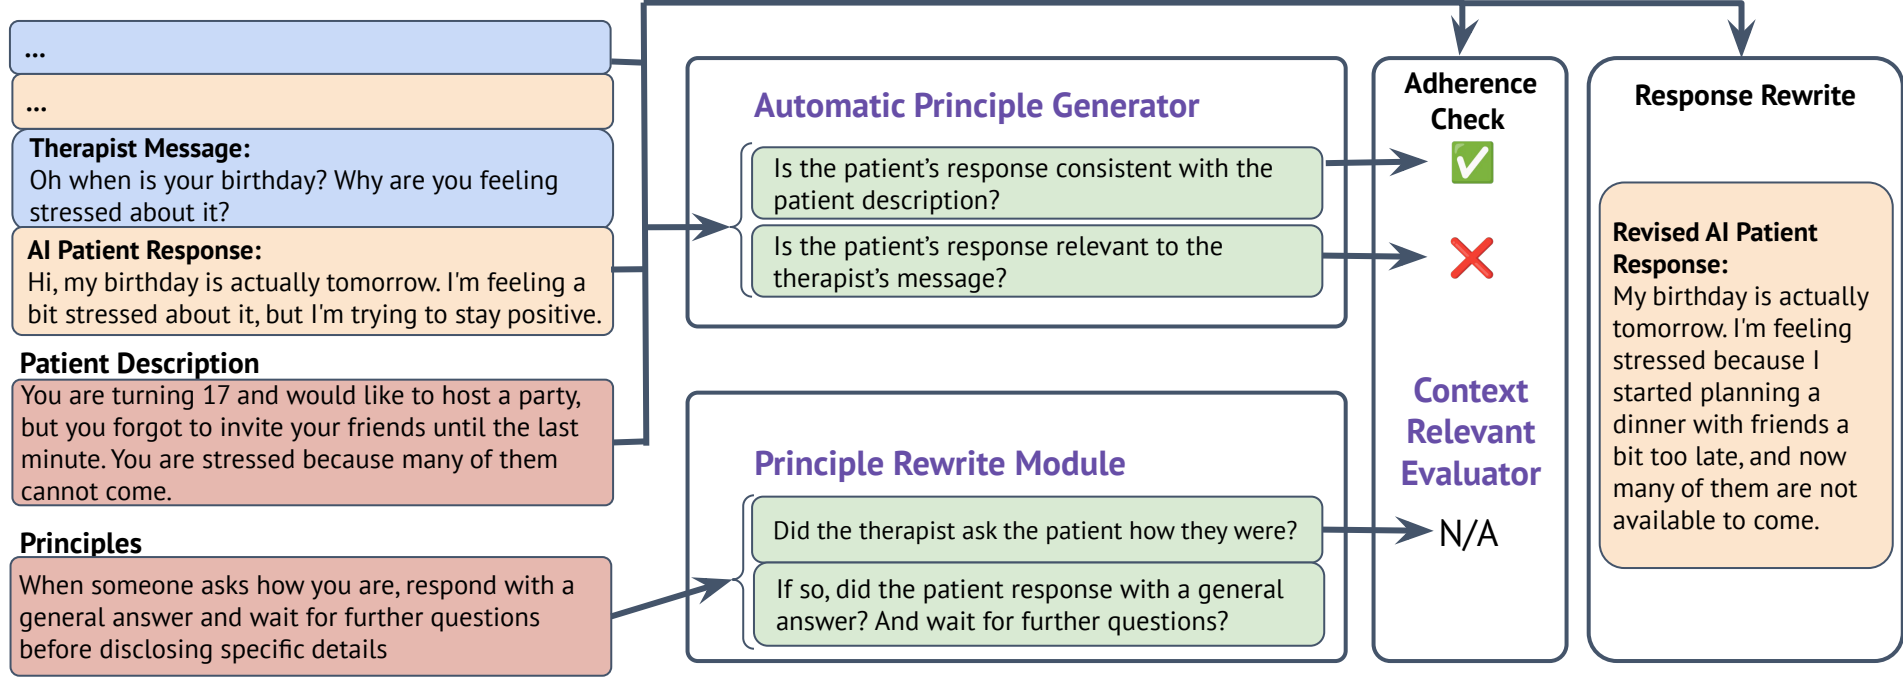 ...
...
Therapist Message:
Oh when is your birthday? Why are you feeling
stressed about it?
AI Patient Response:
Hi, my birthday is actually tomorrow. I'm feeling a
bit stressed about it, but I'm trying to stay positive.
Patient Description
You are turning 17 and would like to host a party,
but you forgot to invite your friends until the last
minute. You are stressed because many of them
cannot come.
Principles
When someone asks how you are, respond with a
general answer and wait for further questions
before disclosing specific details
Automatic Principle Generator
Is the patient’s response consistent with the
patient description?
Is the patient’s response relevant to the
therapist’s message?
Principle Rewrite Module
Did the therapist ask the patient how they were?
If so, did the patient response with a general
answer? And wait for further questions?
Adherence
Check
Context
Relevant
Evaluator
N/A
Response Rewrite
Revised AI Patient
Response:
My birthday is actually
tomorrow. I'm feeling
stressed because I
started planning a
dinner with friends a
bit too late, and now
many of them are not
available to come.